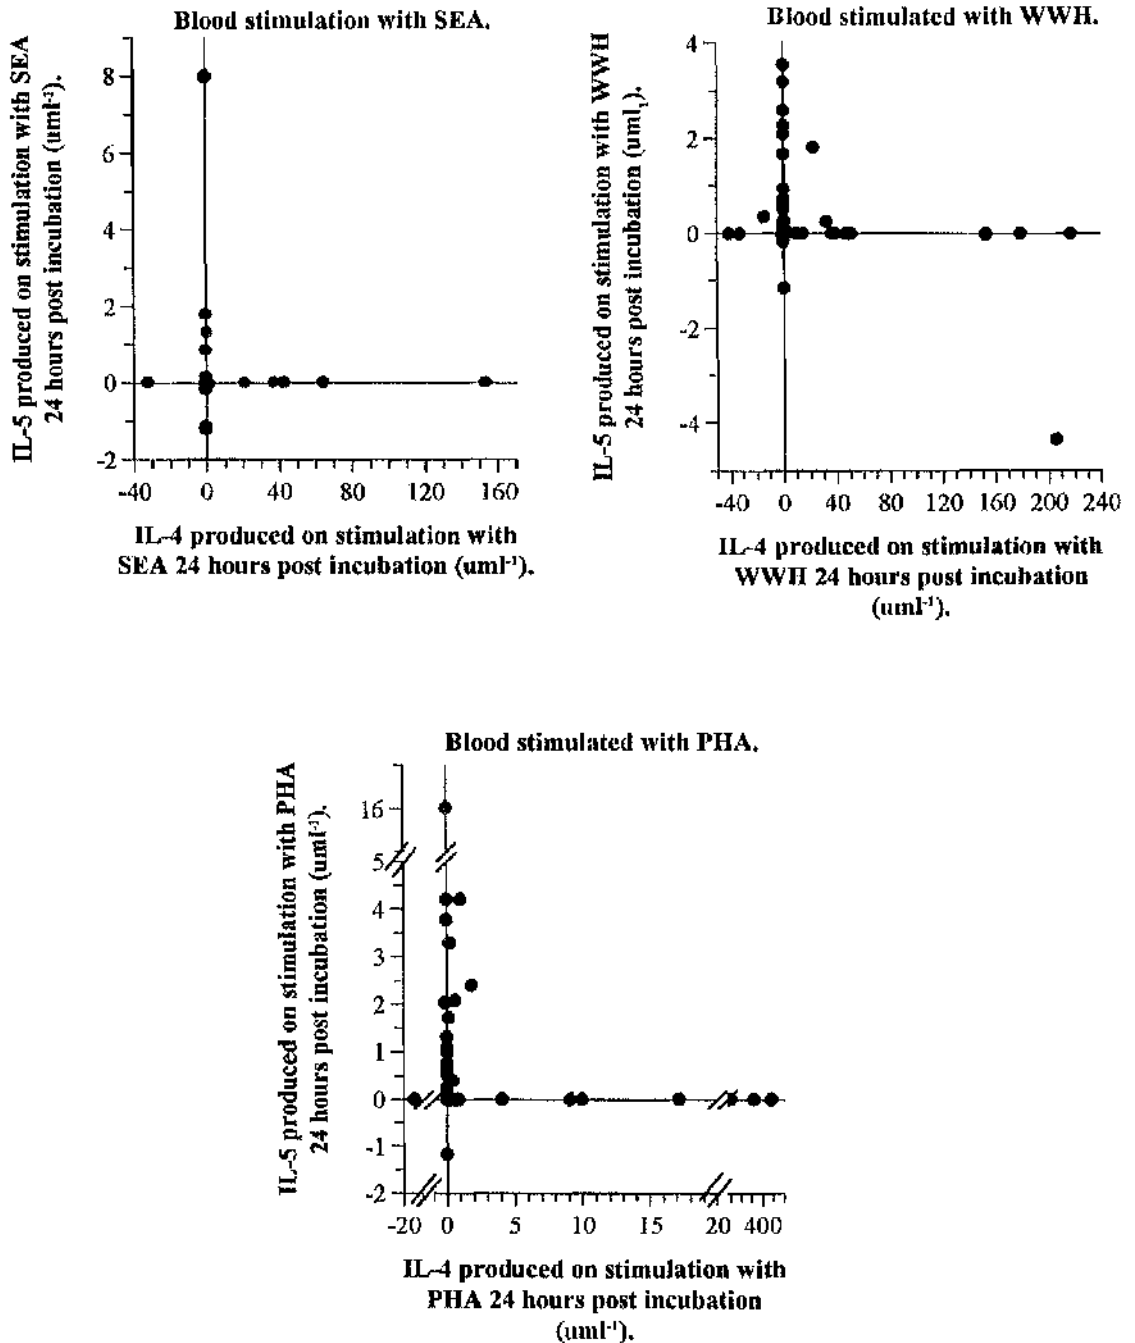 Blood stimulation with SEA.
IL-5 produced on stimulation with SEA
24 hours post incubation (uml⁻¹).
8
6
4
2
0
-2
-40 0 40 80 120 160
IL-4 produced on stimulation with
SEA 24 hours post incubation (uml⁻¹).
Blood stimulated with WWH.
IL-5 produced on stimulation with WWH
24 hours post incubation (uml₁).
4
2
0
-2
-4
-40 0 40 80 120 160 200 240
IL-4 produced on stimulation with
WWH 24 hours post incubation
(uml⁻¹).
Blood stimulated with PHA.
IL-5 produced on stimulation with PHA
24 hours post incubation (uml⁻¹).
16
5
4
3
2
1
0
-1
-2
-20 0 5 10 15 20 400
IL-4 produced on stimulation with
PHA 24 hours post incubation
(uml⁻¹).